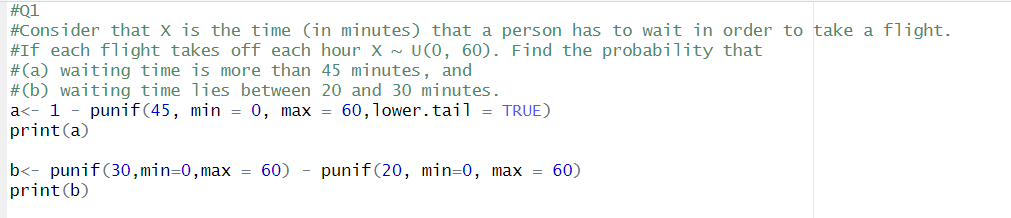 #Q1
#Consider that X is the time (in minutes) that a person has to wait in order to take a flight.
#If each flight takes off each hour X ~ U(0, 60). Find the probability that
#(a) waiting time is more than 45 minutes, and
#(b) waiting time lies between 20 and 30 minutes.
a<- 1 - punif(45, min = 0, max = 60,lower.tail = TRUE)
print(a)
b<- punif(30,min=0,max = 60) - punif(20, min=0, max = 60)
print(b)